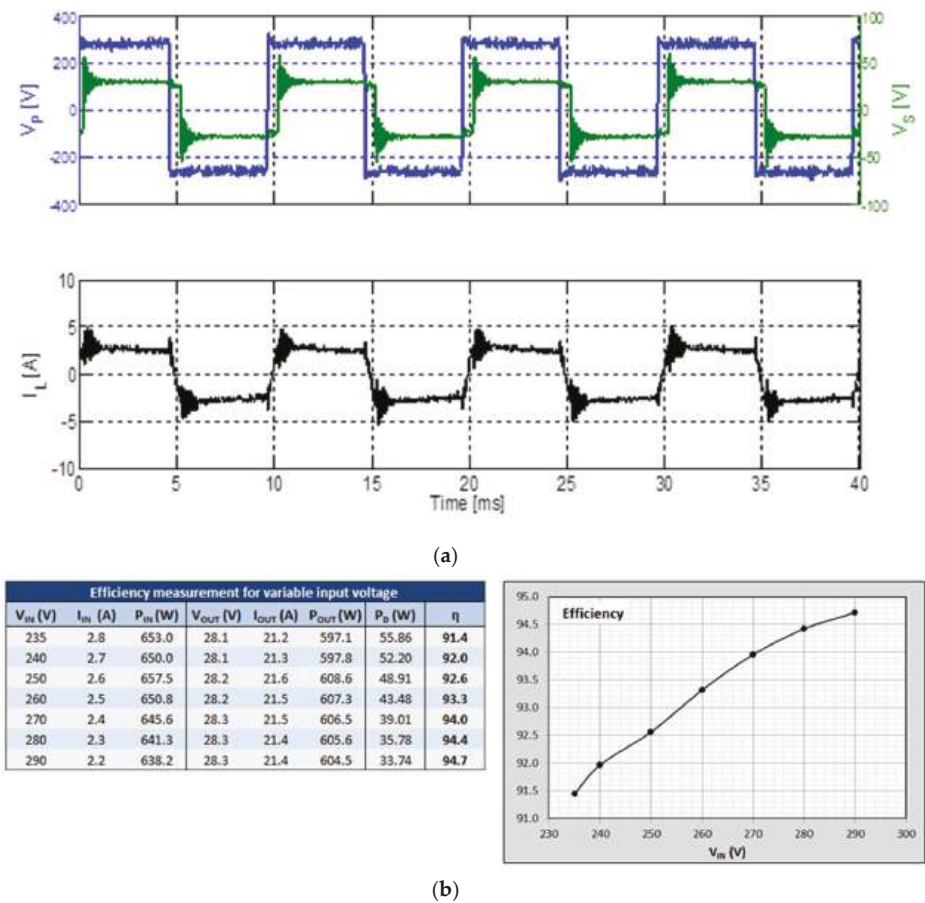 400
200
0
-200
-400
V_P [V]
100
50
0
-50
-100
V_S [V]
10
5
0
-5
-10
I_L [A]
0 5 10 15 20 25 30 35 40
Time [ms]
(a)
Efficiency measurement for variable input voltage
V_IN (V) I_IN (A) P_IN (W) V_OUT (V) I_OUT (A) P_OUT (W) P_D (W) η
235 2.8 653.0 28.1 21.2 597.1 55.86 91.4
240 2.7 650.0 28.1 21.3 597.8 52.20 92.0
250 2.6 657.5 28.2 21.6 608.6 48.91 92.6
260 2.5 650.8 28.2 21.5 607.3 43.48 93.3
270 2.4 645.6 28.3 21.5 606.5 39.01 94.0
280 2.3 641.3 28.3 21.4 605.6 35.78 94.4
290 2.2 638.2 28.3 21.4 604.5 33.74 94.7
Efficiency
95.0
94.5
94.0
93.5
93.0
92.5
92.0
91.5
91.0
230 240 250 260 270 280 290 300
V_IN (V)
(b)